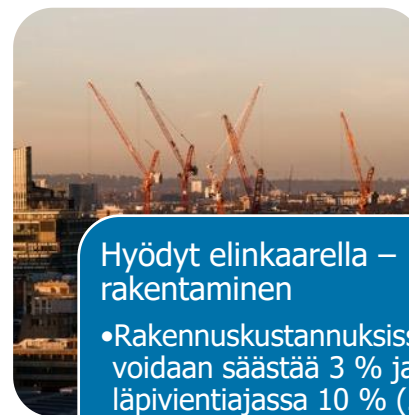 Hyödyt elinkaarella –
rakentaminen
•Rakennuskustannuksiss
voidaan säästää 3 % ja
läpivientiajassa 10 % (